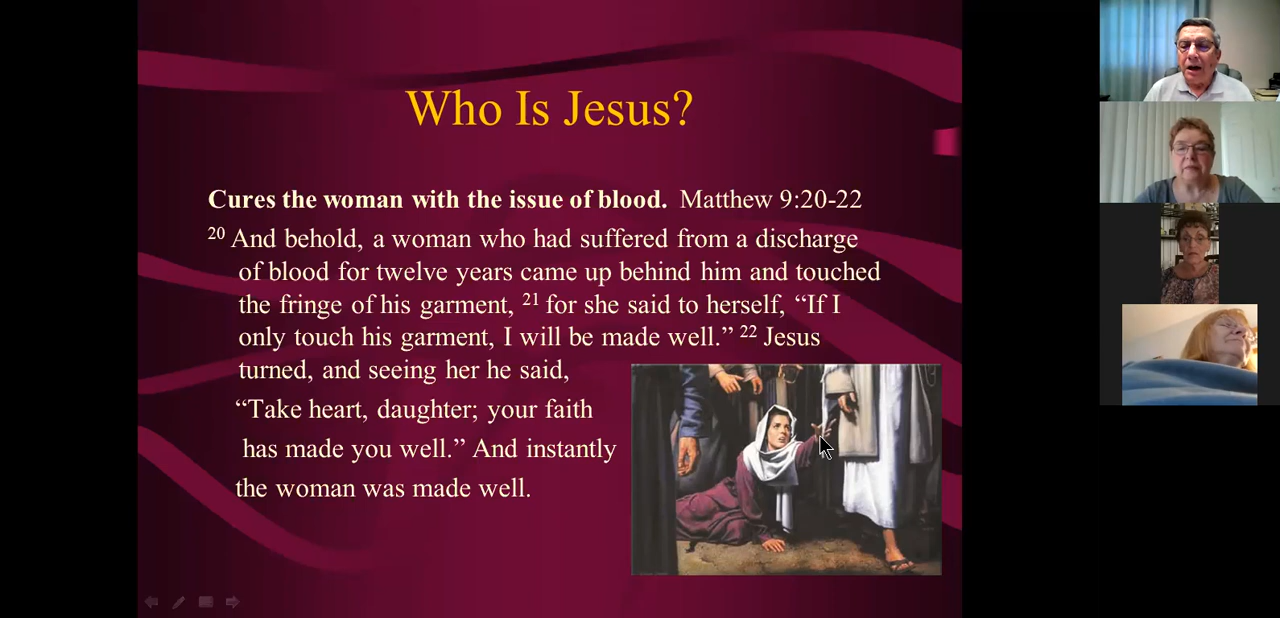 Who Is Jesus?
Cures the woman with the issue of blood. Matthew 9:20-22
20 And behold, a woman who had suffered from a discharge
of blood for twelve years came up behind him and touched
the fringe of his garment, 21 for she said to herself, “If I
only touch his garment, I will be made well.” 22 Jesus
turned, and seeing her he said,
“Take heart, daughter; your faith
has made you well.” And instantly
the woman was made well.